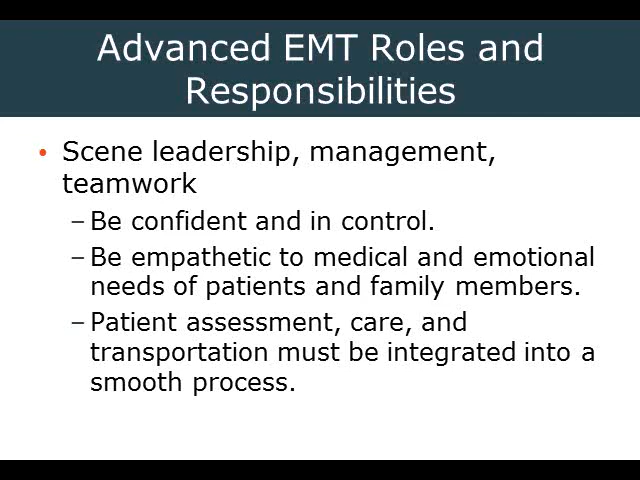 Advanced EMT Roles and
Responsibilities
• Scene leadership, management,
teamwork
– Be confident and in control.
– Be empathetic to medical and emotional
needs of patients and family members.
– Patient assessment, care, and
transportation must be integrated into a
smooth process.